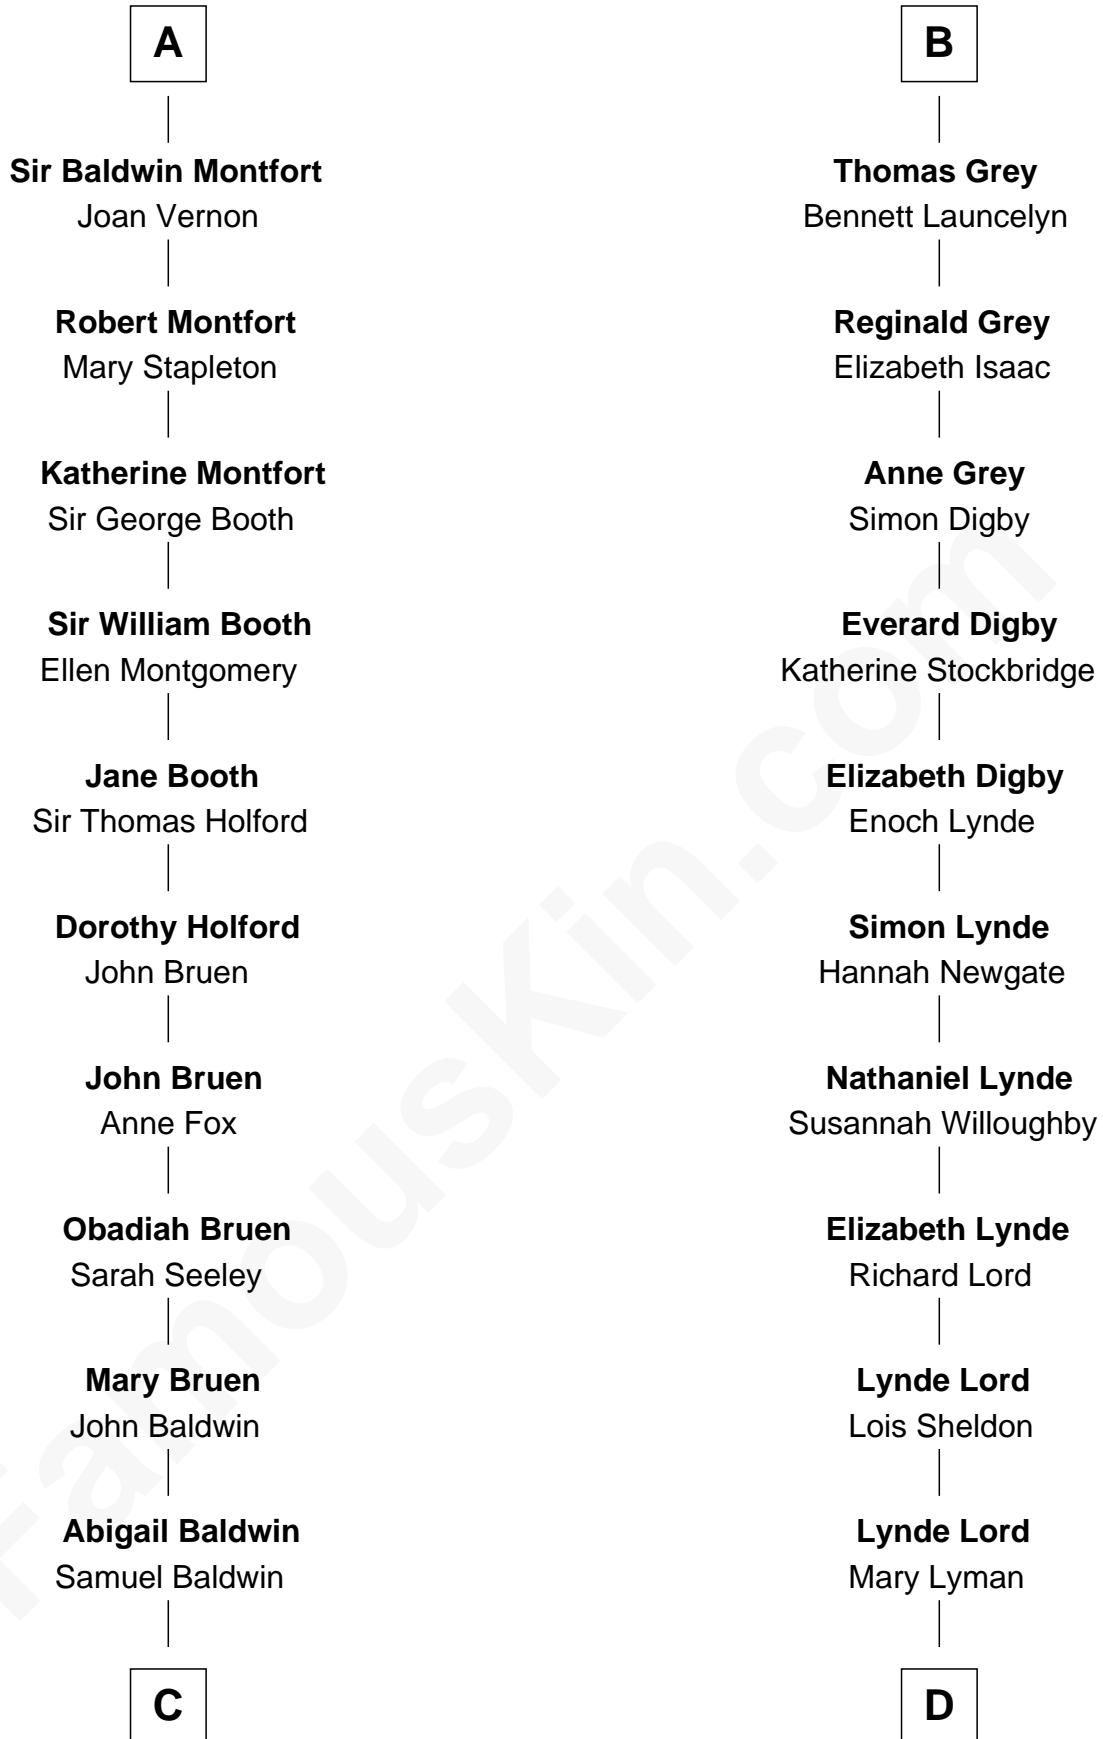 A
Sir Baldwin Montfort
Joan Vernon
Robert Montfort
Mary Stapleton
Katherine Montfort
Sir George Booth
Sir William Booth
Ellen Montgomery
Jane Booth
Sir Thomas Holford
Dorothy Holford
John Bruen
John Bruen
Anne Fox
Obadiah Bruen
Sarah Seeley
Mary Bruen
John Baldwin
Abigail Baldwin
Samuel Baldwin
C
B
Thomas Grey
Bennett Launcelyn
Reginald Grey
Elizabeth Isaac
Anne Grey
Simon Digby
Everard Digby
Katherine Stockbridge
Elizabeth Digby
Enoch Lynde
Simon Lynde
Hannah Newgate
Nathaniel Lynde
Susannah Willoughby
Elizabeth Lynde
Richard Lord
Lynde Lord
Lois Sheldon
Lynde Lord
Mary Lyman
D
FamousKin.com